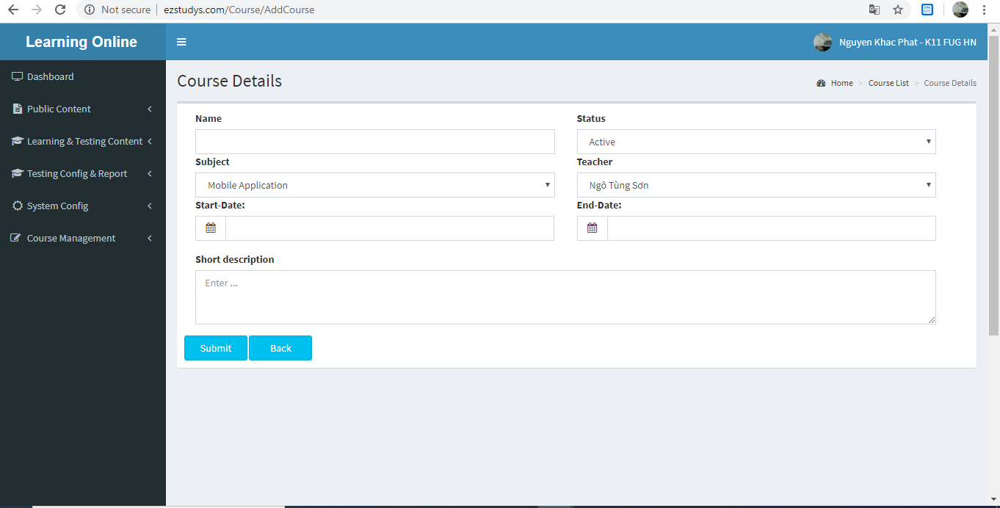 Not secure | ezstudys.com/Course/AddCourse
Learning Online
Nguyen Khac Phat - K11 FUG HN
Dashboard
Public Content
Learning & Testing Content
Testing Config & Report
System Config
Course Management
Course Details
Home > Course List > Course Details
Name
Status
Active
Subject
Teacher
Mobile Application
Ngô Tùng Sơn
Start-Date:
End-Date:
Short description
Enter ...
Submit
Back